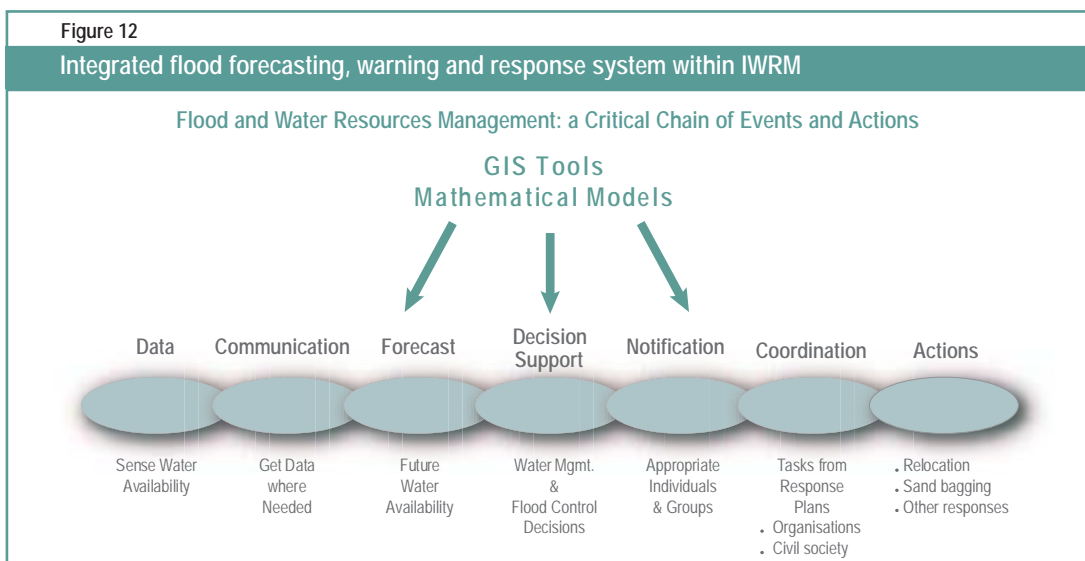 Figure 12
Integrated flood forecasting, warning and response system within IWRM
Flood and Water Resources Management: a Critical Chain of Events and Actions
GIS Tools
Mathematical Models
Data
Communication
Forecast
Decision
Support
Notification
Coordination
Actions
Sense Water
Availability
Get Data
where
Needed
Future
Water
Availability
Water Mgmt.
&
Flood Control
Decisions
Appropriate
Individuals
& Groups
Tasks from
Response
Plans
• Organisations
• Civil society
• Relocation
• Sand bagging
• Other responses